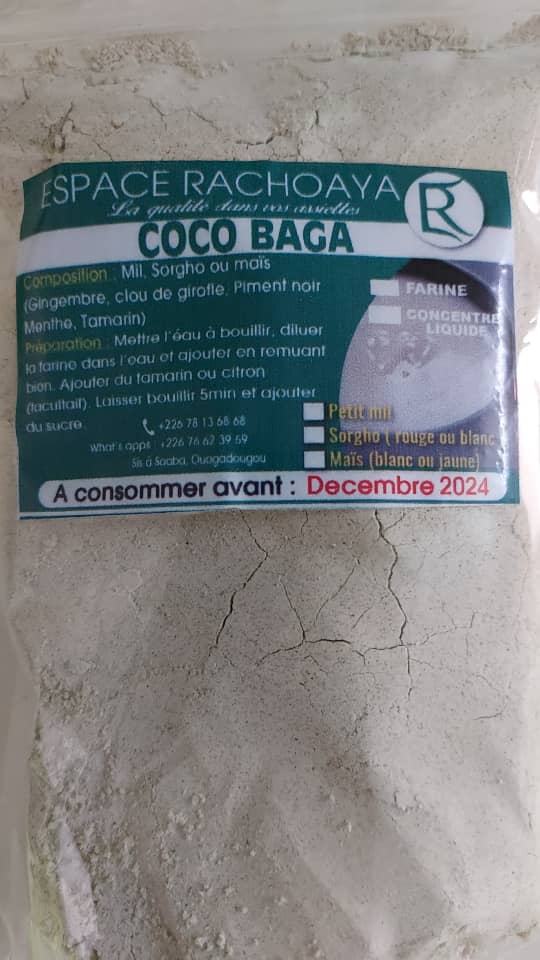 ESPACE RACHOAYA
La qualité dans vos assiettes
R
COCO BAGA
Composition : Mil, Sorgho ou maïs
(Gingembre, clou de girofle, Piment noir
Menthe, Tamarin)
Préparation : Mettre l'éau à bouillir, diluer
la farine dans l'eau et ajouter en remuant
bien. Ajouter du tamarin ou citron
(facultatif). Laisser bouillir 5min et ajouter
du sucre.
+226 78 13 68 68
What's apps : +226 76 62 39 59
Sis à Saaba, Ouagadougou
FARINE
CONCENTRE
LIQUIDE
Petit mil
Sorgho ( rouge ou blanc
Maïs (blanc ou jaune)
A consommer avant : Decembre 2024